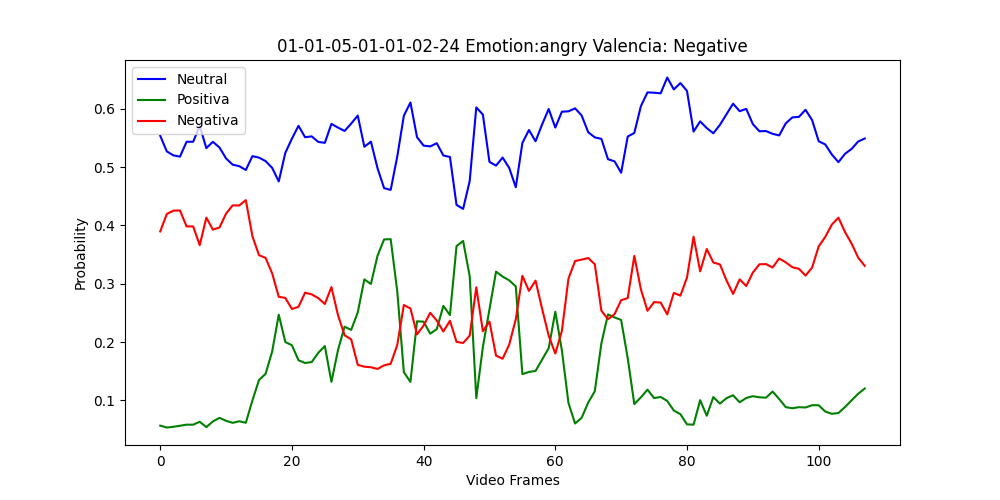 01-01-05-01-01-02-24 Emotion:angry Valencia: Negative
Neutral
Positiva
Negativa
Probability
0.6
0.5
0.4
0.3
0.2
0.1
0 20 40 60 80 100
Video Frames